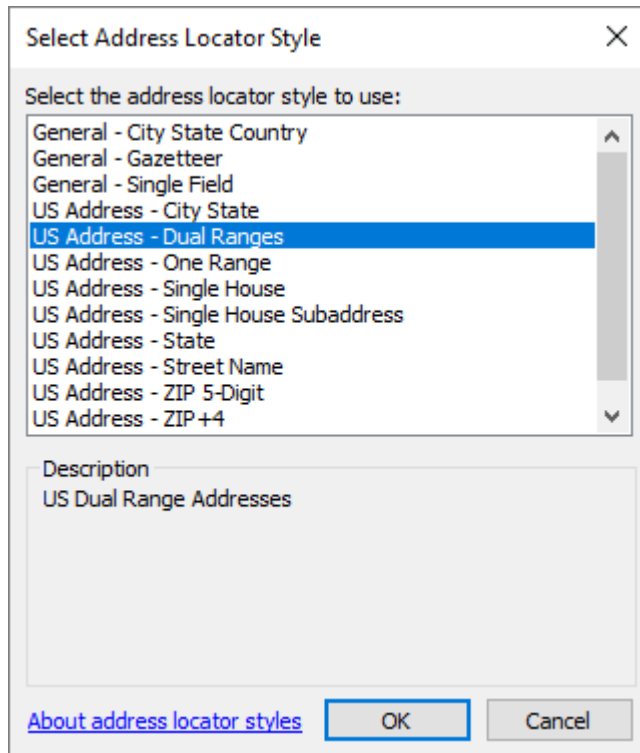 Select Address Locator Style
Select the address locator style to use:
General - City State Country
General - Gazetteer
General - Single Field
US Address - City State
US Address - Dual Ranges
US Address - One Range
US Address - Single House
US Address - Single House Subaddress
US Address - State
US Address - Street Name
US Address - ZIP 5-Digit
US Address - ZIP+4
Description
US Dual Range Addresses
About address locator styles
OK
Cancel